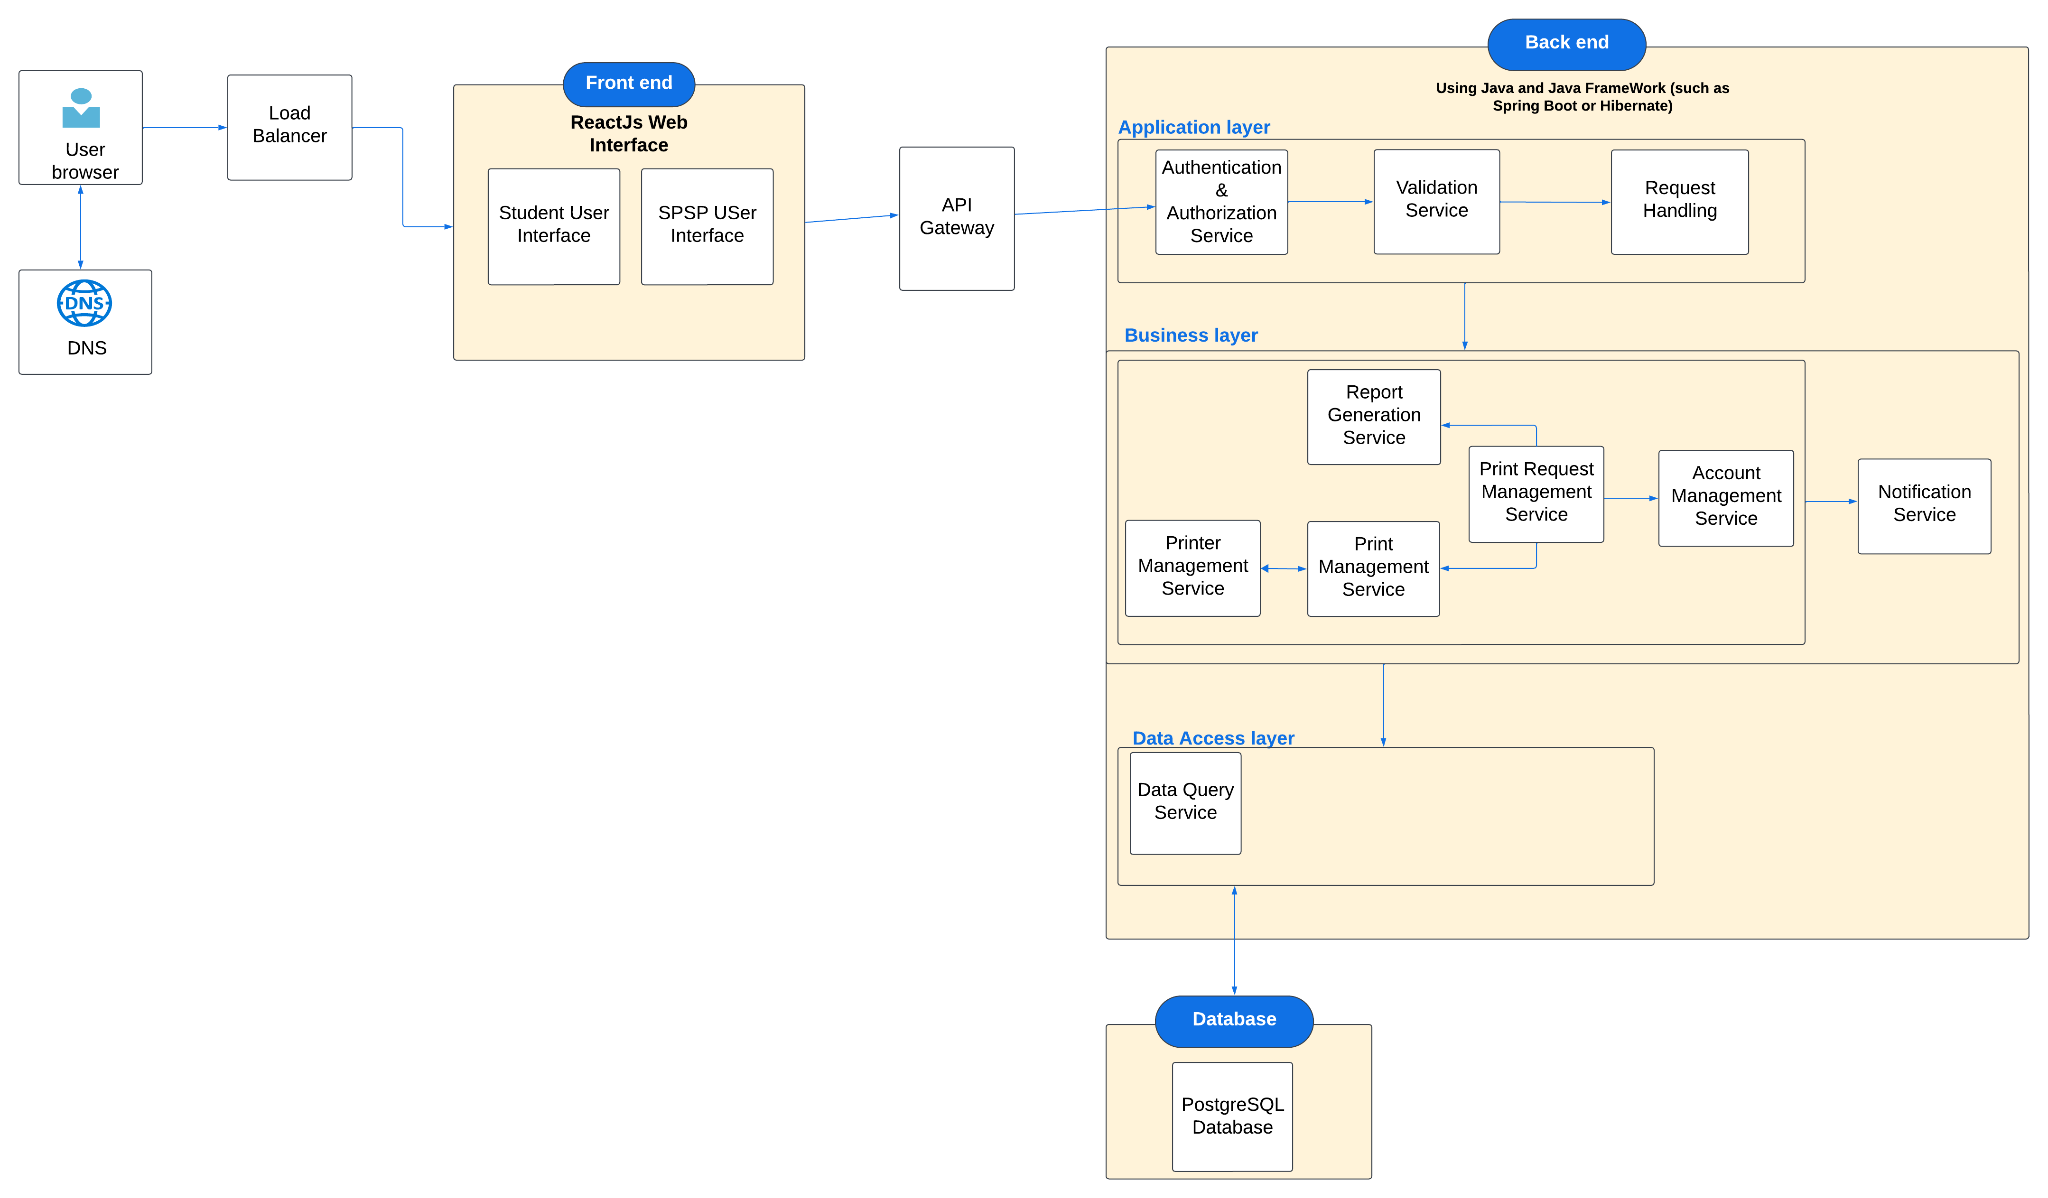 User
browser
DNS
DNS
Load
Balancer
Front end
ReactJs Web
Interface
Student User
Interface
SPSP USer
Interface
API
Gateway
Back end
Using Java and Java FrameWork (such as
Spring Boot or Hibernate)
Application layer
Authentication
&
Authorization
Service
Validation
Service
Request
Handling
Business layer
Report
Generation
Service
Print Request
Management
Service
Account
Management
Service
Notification
Service
Printer
Management
Service
Print
Management
Service
Data Access layer
Data Query
Service
Database
PostgreSQL
Database